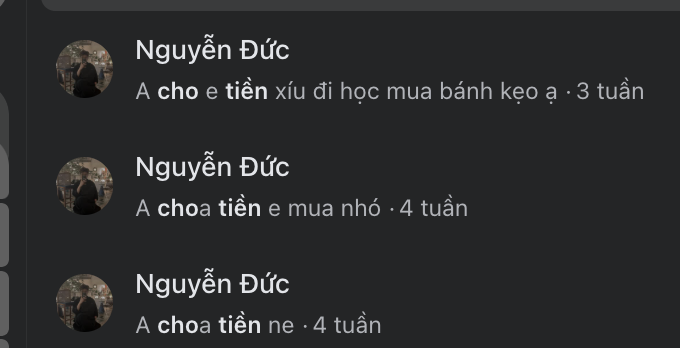 Nguyễn Đức
A cho e tiền xíu đi học mua bánh kẹo ạ · 3 tuần
Nguyễn Đức
A choa tiền e mua nhó · 4 tuần
Nguyễn Đức
A choa tiền ne · 4 tuần